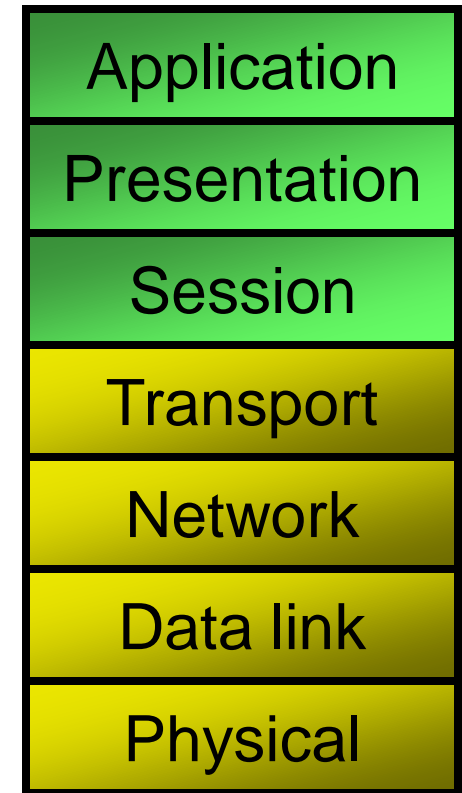 Application
Presentation
Session
Transport
Network
Data link
Physical